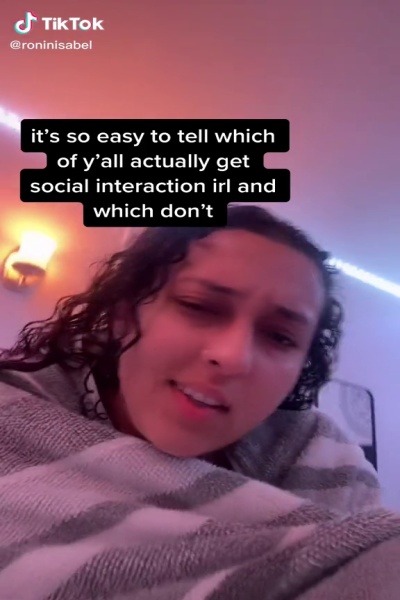 TikTok
@roninisabel
it's so easy to tell which
of y'all actually get
social interaction irl and
which don't